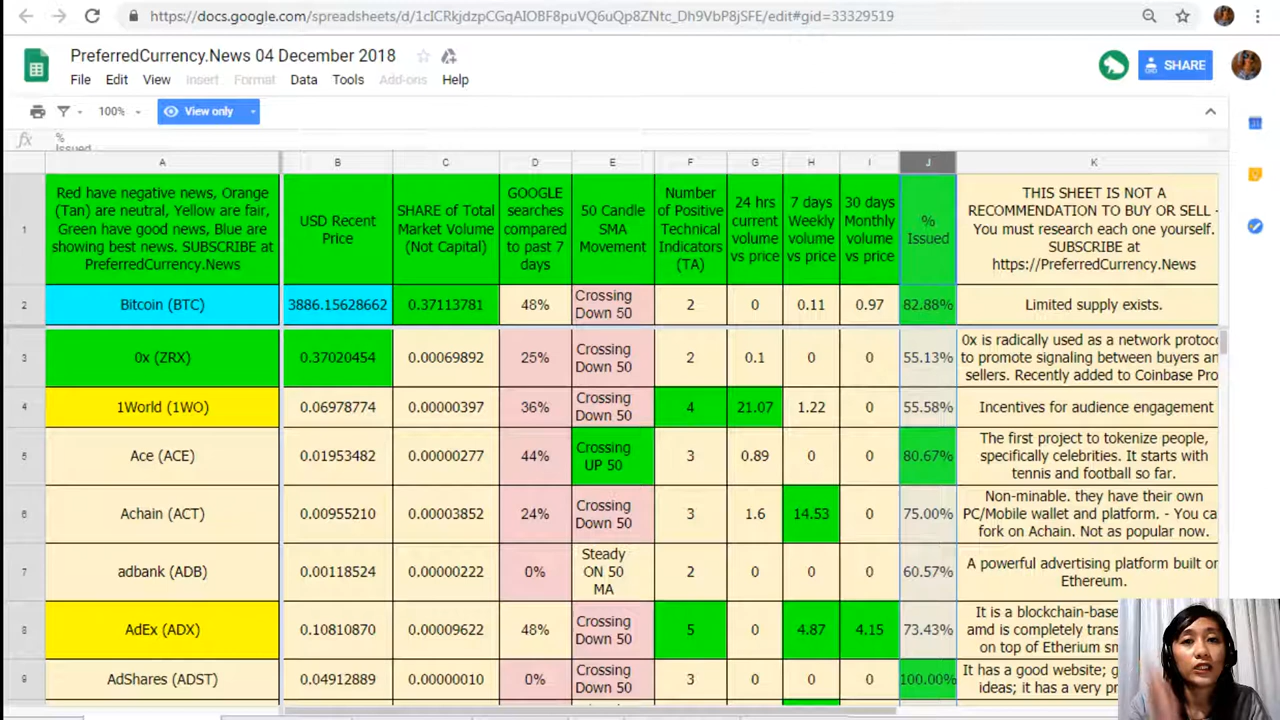 https://docs.google.com/spreadsheets/d/1cICRkjdzpCGqAIOBF8puVQ6uQp8ZNtc_Dh9VbP8jSFE/edit#gid=33329519
PreferredCurrency.News 04 December 2018
SHARE
File Edit View Insert Format Data Tools Add-ons Help
100% View only
fx %
Issued
A B C D E F G H I J K
1
Red have negative news, Orange
(Tan) are neutral, Yellow are fair,
Green have good news, Blue are
showing best news. SUBSCRIBE at
PreferredCurrency.News
USD Recent
Price
SHARE of Total
Market Volume
(Not Capital)
GOOGLE
searches
compared
to past 7
days
50 Candle
SMA
Movement
Number
of Positive
Technical
Indicators
(TA)
24 hrs
current
volume
vs price
7 days
Weekly
volume
vs price
30 days
Monthly
volume
vs price
%
Issued
THIS SHEET IS NOT A
RECOMMENDATION TO BUY OR SELL -
You must research each one yourself.
SUBSCRIBE at
https://PreferredCurrency.News
2
Bitcoin (BTC)
3886.15628662
0.37113781
48%
Crossing
Down 50
2
0
0.11
0.97
82.88%
Limited supply exists.
3
0x (ZRX)
0.37020454
0.00069892
25%
Crossing
Down 50
2
0.1
0
0
55.13%
0x is radically used as a network protoco
to promote signaling between buyers an
sellers. Recently added to Coinbase Pro
4
1World (1WO)
0.06978774
0.00000397
36%
Crossing
Down 50
4
21.07
1.22
0
55.58%
Incentives for audience engagement
5
Ace (ACE)
0.01953482
0.00000277
44%
Crossing
UP 50
3
0.89
0
0
80.67%
The first project to tokenize people,
specifically celebrities. It starts with
tennis and football so far.
6
Achain (ACT)
0.00955210
0.00003852
24%
Crossing
Down 50
3
1.6
14.53
0
75.00%
Non-minable. they have their own
PC/Mobile wallet and platform. - You ca
fork on Achain. Not as popular now.
7
adbank (ADB)
0.00118524
0.00000222
0%
Steady
ON 50
MA
2
0
0
0
60.57%
A powerful advertising platform built or
Ethereum.
8
AdEx (ADX)
0.10810870
0.00009622
48%
Crossing
Down 50
5
0
4.87
4.15
73.43%
It is a blockchain-base
amd is completely trans
on top of Etherium sm
9
AdShares (ADST)
0.04912889
0.00000010
0%
Crossing
Down 50
3
0
0
0
100.00%
It has a good website; g
ideas; it has a very pr